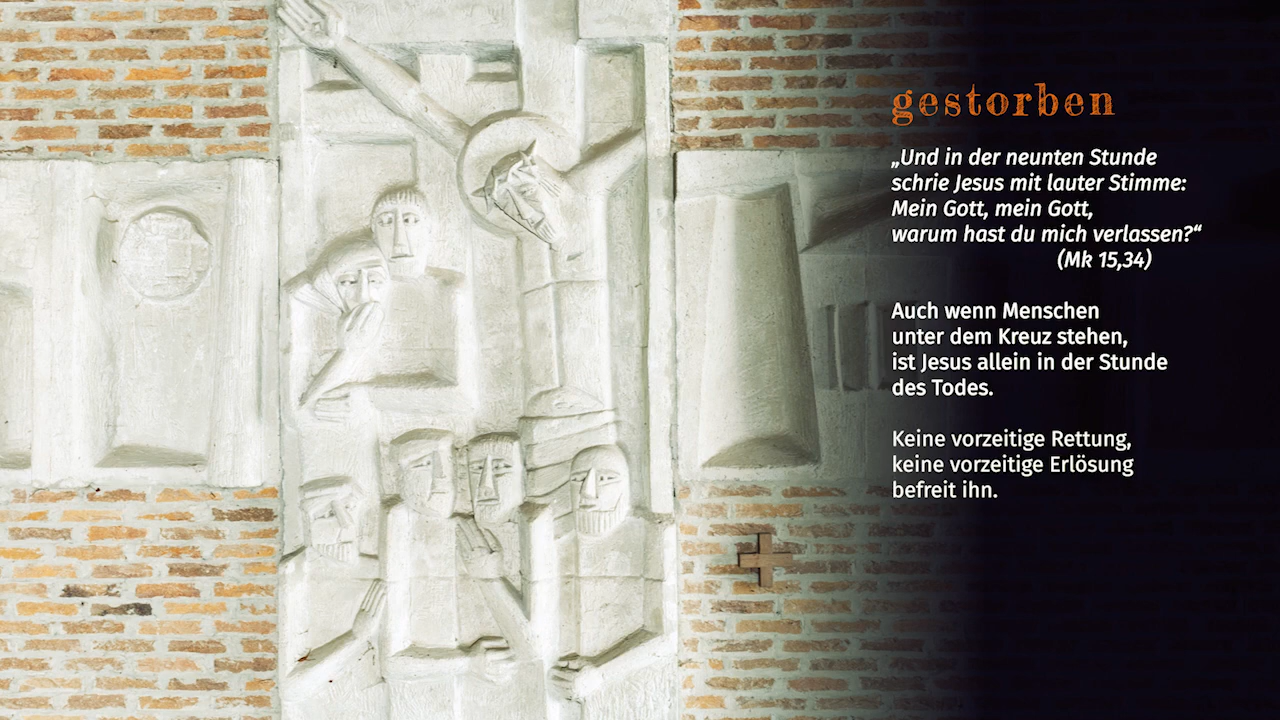 gestorben
„Und in der neunten Stunde
schrie Jesus mit lauter Stimme:
Mein Gott, mein Gott,
warum hast du mich verlassen?“
(Mk 15,34)
Auch wenn Menschen
unter dem Kreuz stehen,
ist Jesus allein in der Stunde
des Todes.
Keine vorzeitige Rettung,
keine vorzeitige Erlösung
befreit ihn.